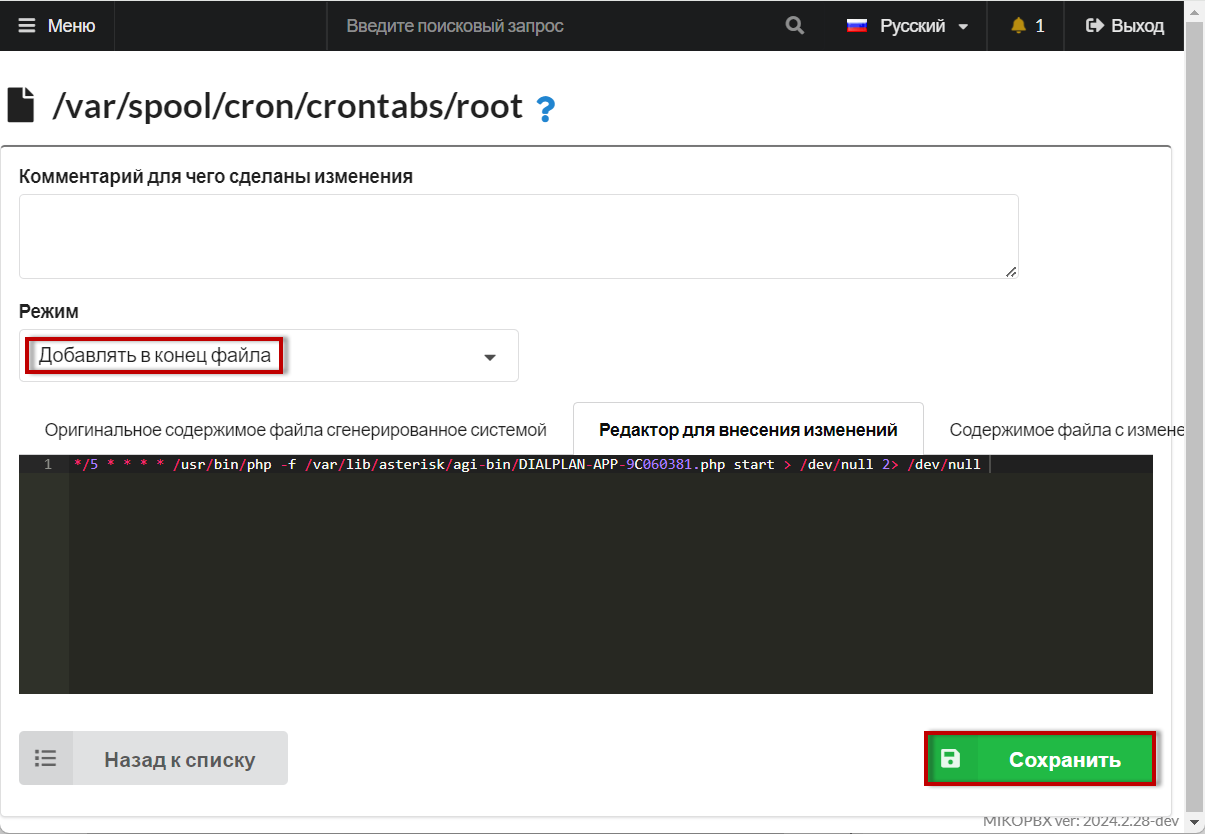 Меню
Введите поисковый запрос
Русский
1
Выход
/var/spool/cron/crontabs/root ?
Комментарий для чего сделаны изменения
Режим
Добавлять в конец файла
Оригинальное содержимое файла сгенерированное системой
Редактор для внесения изменений
Содержимое файла с измене
1 */5 * * * * /usr/bin/php -f /var/lib/asterisk/agi-bin/DIALPLAN-APP-9C060381.php start > /dev/null 2> /dev/null
Назад к списку
Сохранить
MIKOPBX ver: 2024.2.28-dev